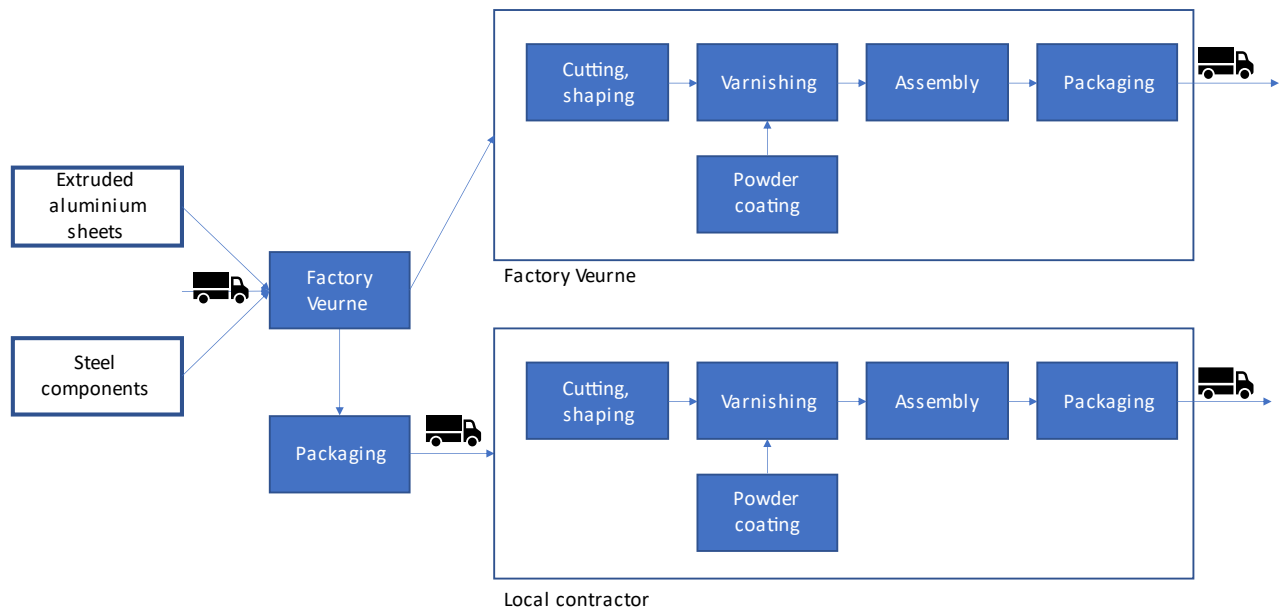 Cutting,
shaping
Varnishing
Assembly
Packaging
Powder
coating
Factory Veurne
Extruded
aluminium
sheets
Factory
Veurne
Steel
components
Packaging
Cutting,
shaping
Varnishing
Assembly
Packaging
Powder
coating
Local contractor